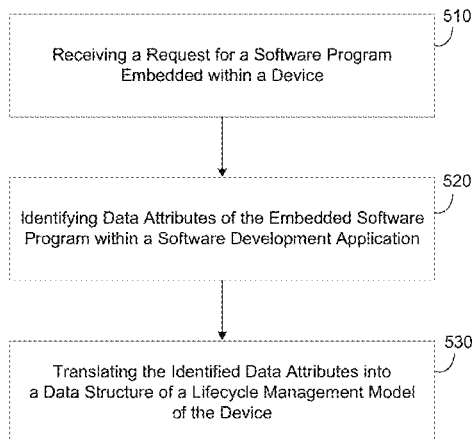 510
Receiving a Request for a Software Program
Embedded within a Device
520
Identifying Data Attributes of the Embedded Software
Program within a Software Development Application
530
Translating the Identified Data Attributes into
a Data Structure of a Lifecycle Management Model
of the Device